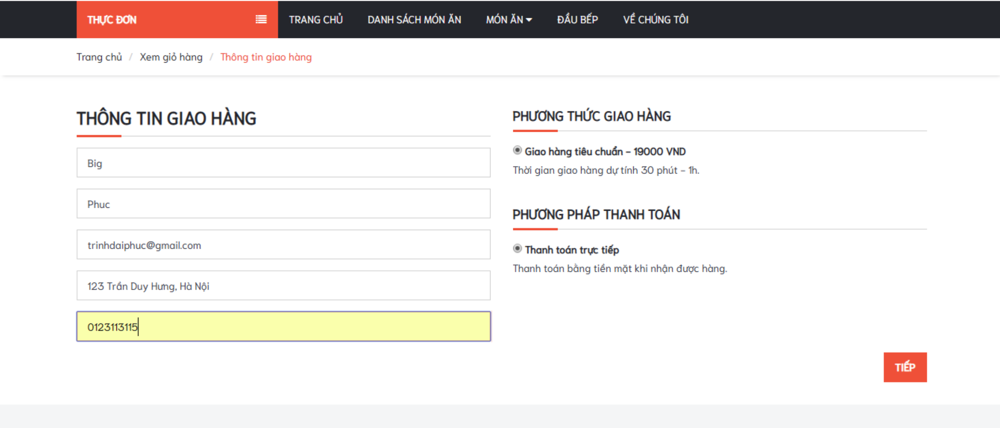 THỰC ĐƠN TRANG CHỦ DANH SÁCH MÓN ĂN MÓN ĂN ĐẦU BẾP VỀ CHÚNG TÔI
Trang chủ / Xem giỏ hàng / Thông tin giao hàng
THÔNG TIN GIAO HÀNG
Big
Phuc
trinhdaiphuc@gmail.com
123 Trần Duy Hưng, Hà Nội
0123113115
PHƯƠNG THỨC GIAO HÀNG
Giao hàng tiêu chuẩn – 19000 VND
Thời gian giao hàng dự tính 30 phút – 1h.
PHƯƠNG PHÁP THANH TOÁN
Thanh toán trực tiếp
Thanh toán bằng tiền mặt khi nhận được hàng.
TIẾP